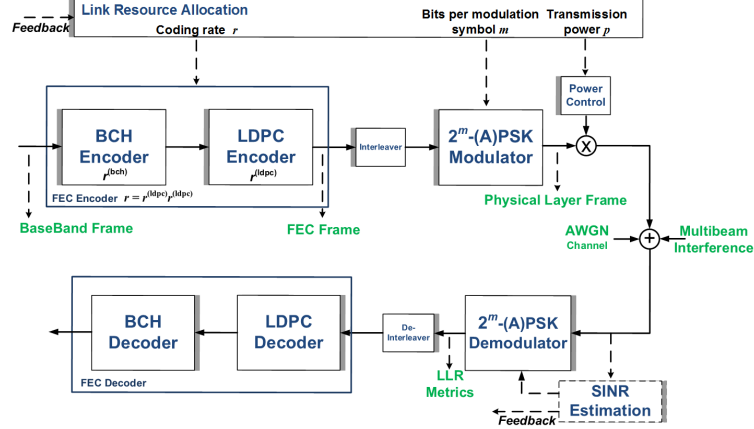 Link Resource Allocation
Feedback
Coding rate r
Bits per modulation
symbol m
Transmission
power p
Power
Control
BCH
Encoder
r(bch)
LDPC
Encoder
r(ldpc)
Interleaver
2m-(A)PSK
Modulator
X
FEC Encoder r = r(ldpc)r(ldpc)
BaseBand Frame
FEC Frame
Physical Layer Frame
AWGN
Channel
+
Multibeam
Interference
BCH
Decoder
LDPC
Decoder
De-
Interleaver
2m-(A)PSK
Demodulator
FEC Decoder
LLR
Metrics
SINR
Estimation
Feedback